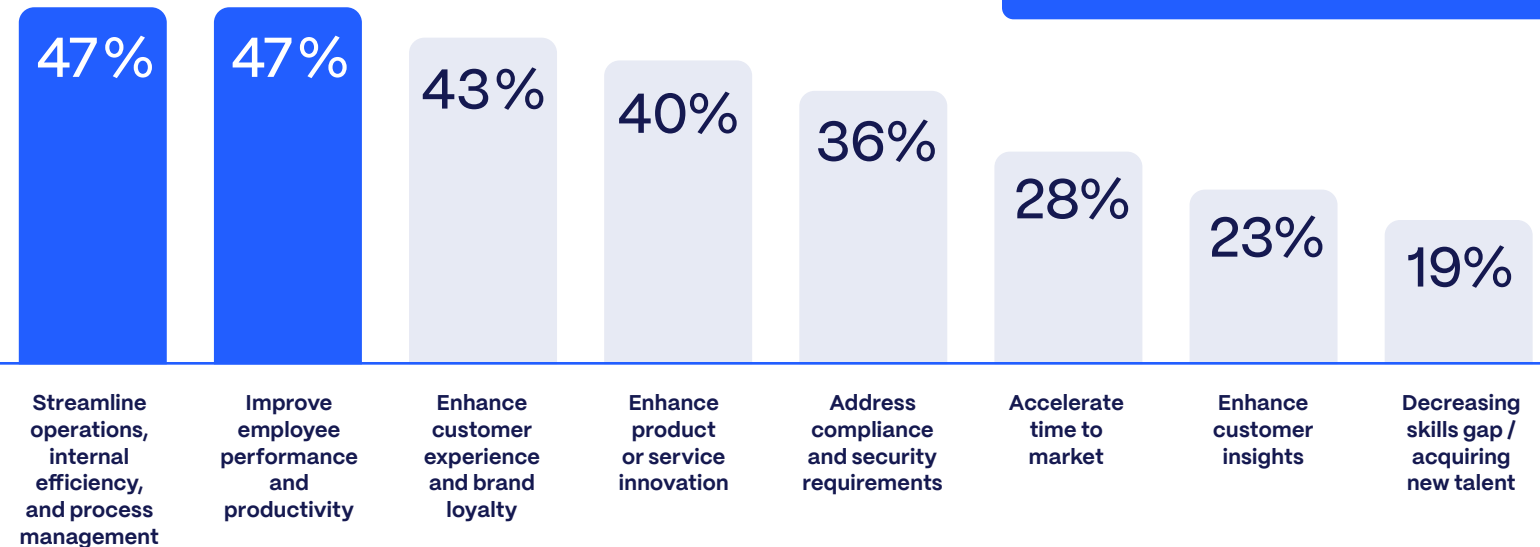 47%
47%
43%
40%
36%
28%
23%
19%
Streamline
operations,
internal
efficiency,
and process
management
Improve
employee
performance
and
productivity
Enhance
customer
experience
and brand
loyalty
Enhance
product
or service
innovation
Address
compliance
and security
requirements
Accelerate
time to
market
Enhance
customer
insights
Decreasing
skills gap /
acquiring
new talent